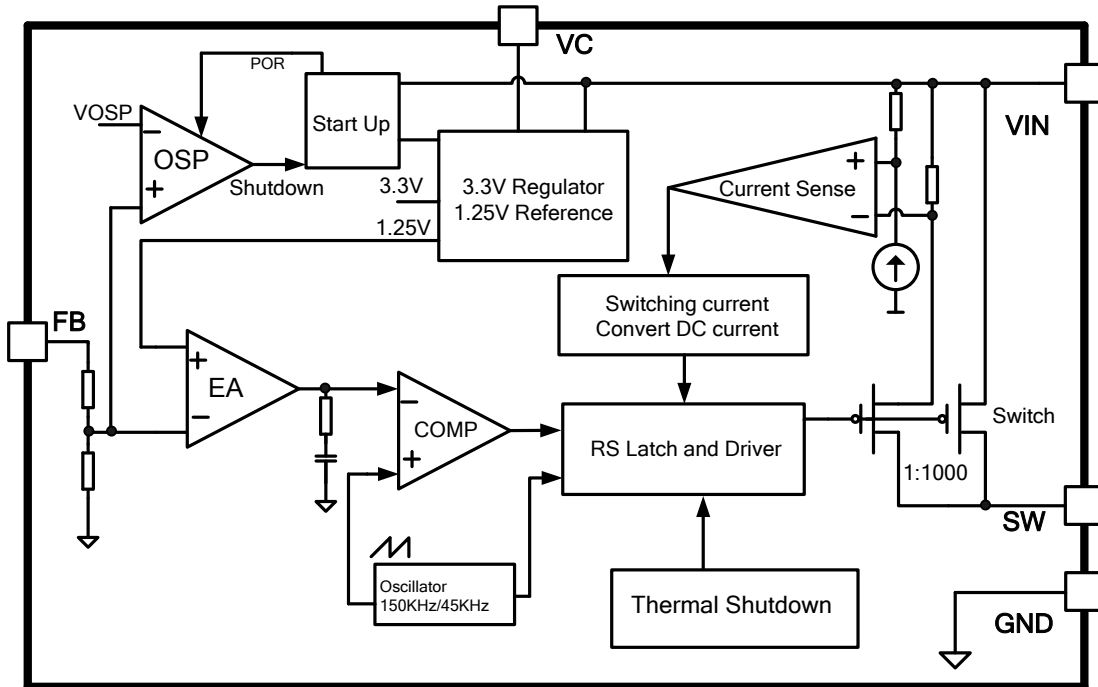 VC
POR
VOSP
Start Up
VIN
OSP
Shutdown
Current Sense
3.3V
3.3V Regulator
1.25V Reference
1.25V
Switching current
Convert DC current
FB
EA
COMP
RS Latch and Driver
Switch
1:1000
SW
Oscillator
150KHz/45KHz
Thermal Shutdown
GND